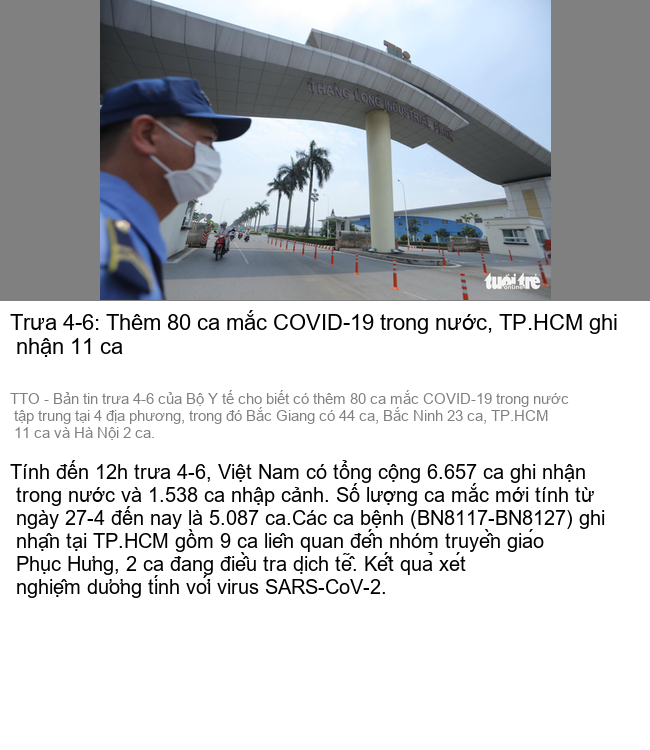 THANG LONG INDUSTRIAL PARK
tuổi trẻ
online
Trưa 4-6: Thêm 80 ca mắc COVID-19 trong nước, TP.HCM ghi
nhận 11 ca
TTO - Bản tin trưa 4-6 của Bộ Y tế cho biết có thêm 80 ca mắc COVID-19 trong nước
tập trung tại 4 địa phương, trong đó Bắc Giang có 44 ca, Bắc Ninh 23 ca, TP.HCM
11 ca và Hà Nội 2 ca.
Tính đến 12h trưa 4-6, Việt Nam có tổng cộng 6.657 ca ghi nhận
trong nước và 1.538 ca nhập cảnh. Số lượng ca mắc mới tính từ
ngày 27-4 đến nay là 5.087 ca.Các ca bệnh (BN8117-BN8127) ghi
nhận tại TP.HCM gồm 9 ca liên quan đến nhóm truyền giáo
Phục Hưng, 2 ca đang điều tra dịch tễ. Kết quả xét
nghiệm dương tính với virus SARS-CoV-2.